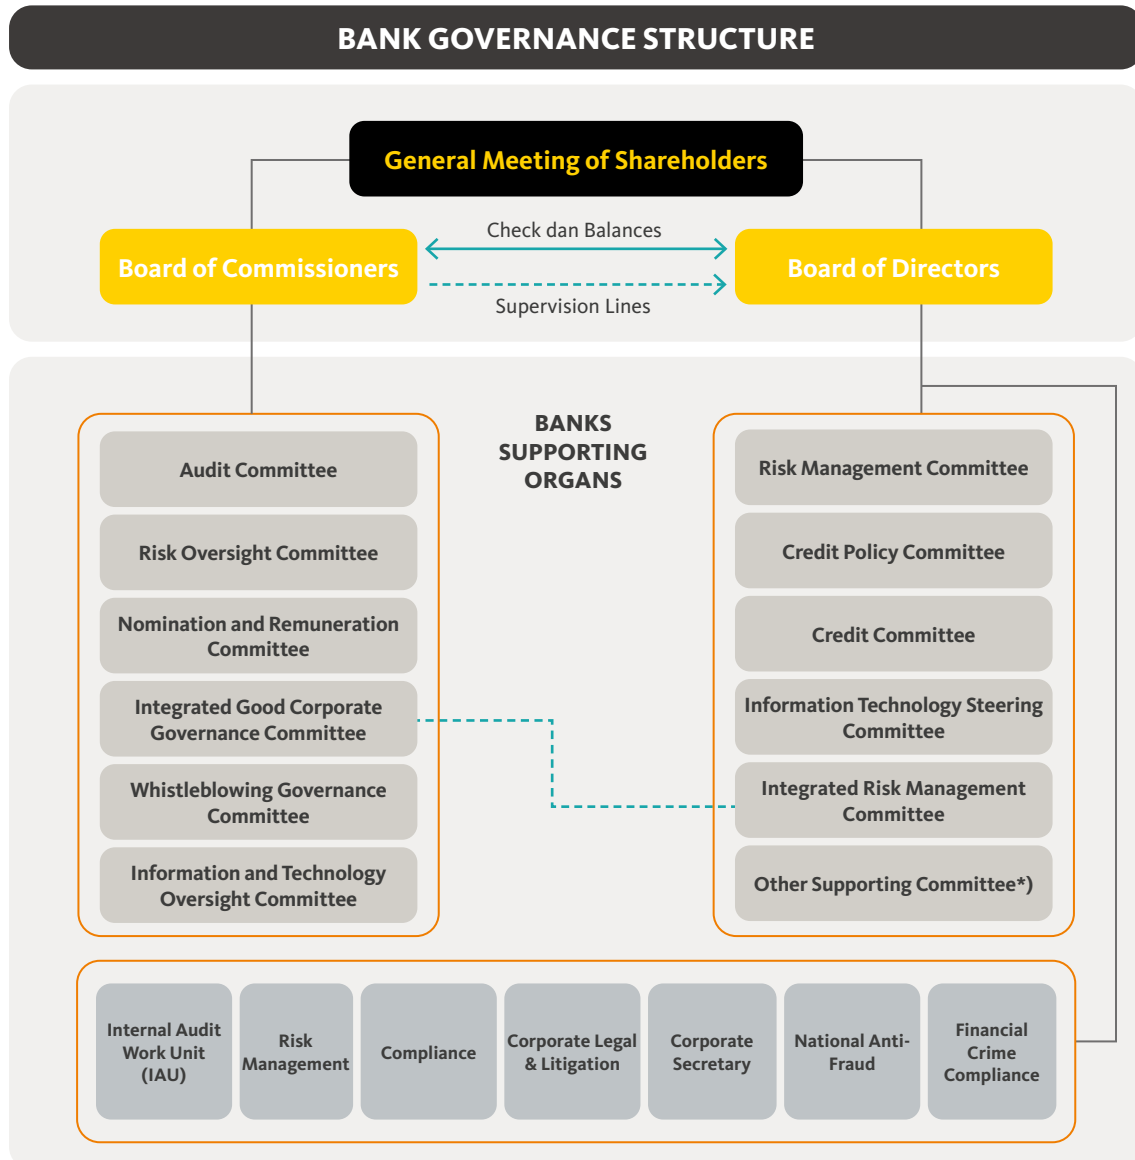 BANK GOVERNANCE STRUCTURE
General Meeting of Shareholders
Check dan Balances
Board of Commissioners
Board of Directors
Supervision Lines
BANKS
SUPPORTING
ORGANS
Audit Committee
Risk Oversight Committee
Nomination and Remuneration
Committee
Integrated Good Corporate
Governance Committee
Whistleblowing Governance
Committee
Information and Technology
Oversight Committee
Risk Management Committee
Credit Policy Committee
Credit Committee
Information Technology Steering
Committee
Integrated Risk Management
Committee
Other Supporting Committee*)
Internal Audit
Work Unit
(IAU)
Risk
Management
Compliance
Corporate Legal
& Litigation
Corporate
Secretary
National Anti-
Fraud
Financial
Crime
Compliance